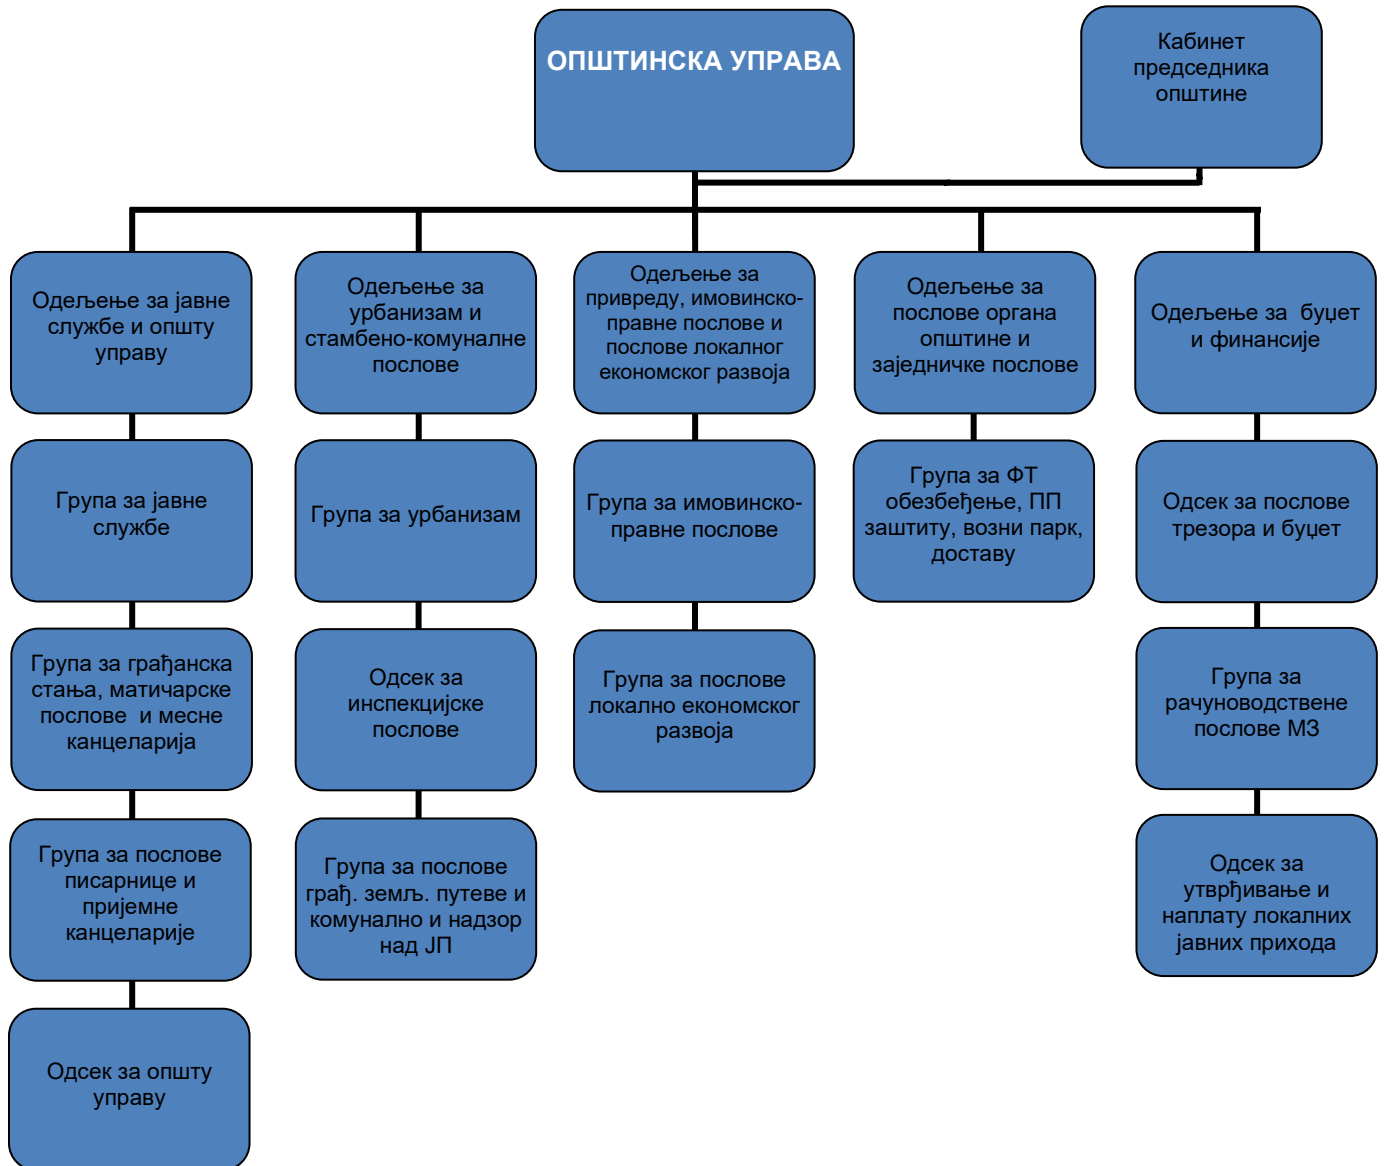 ОПШТИНСКА УПРАВА
Кабинет
председника
општине
Одељење за јавне
службе и општу
управу
Одељење за
урбанизам и
стамбено-комуналне
послове
Одељење за
привреду, имовинско-
правне послове и
послове локалног
економског развоја
Одељење за
послове органа
општине и
заједничке послове
Одељење за  буџет
и финансије
Група за јавне
службе
Група за урбанизам
Група за имовинско-
правне послове
Група за ФТ
обезбеђење, ПП
заштиту, возни парк,
доставу
Одсек за послове
трезора и буџет
Група за грађанска
стања, матичарске
послове  и месне
канцеларија
Одсек за
инспекцијске
послове
Група за послове
локално економског
развоја
Група за
рачуноводствене
послове МЗ
Група за послове
писарнице и
пријемне
канцеларије
Група за послове
грађ. земљ. путеве и
комунално и надзор
над ЈП
Одсек за
утврђивање и
наплату локалних
јавних прихода
Одсек за општу
управу